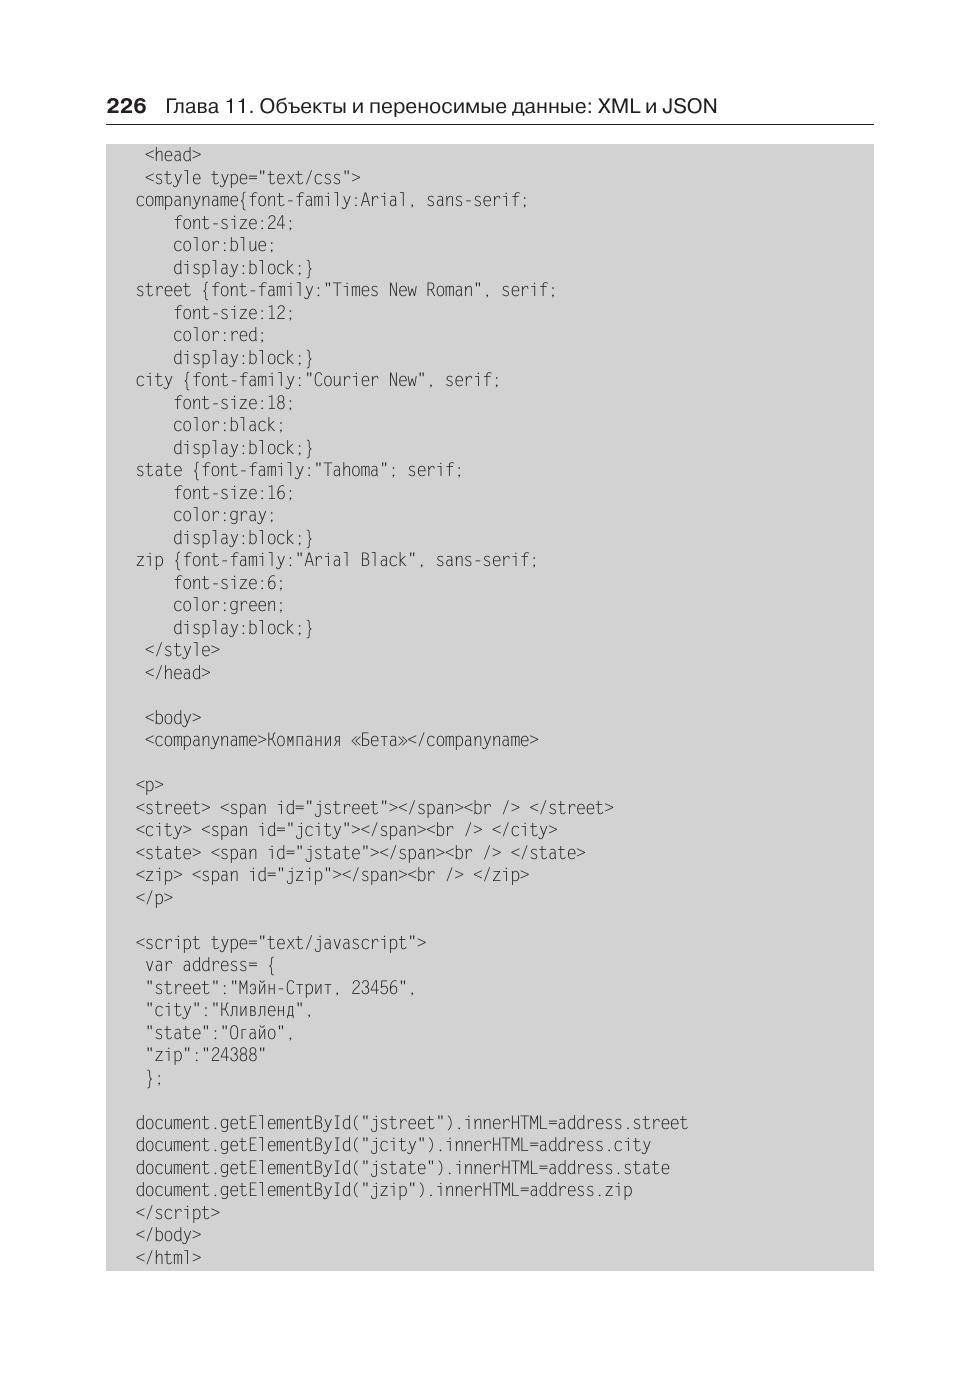 226 Глава 11. Объекты и переносимые данные: XML и JSON
<head>
<style type="text/css">
companyname{font-family:Arial, sans-serif;
font-size:24;
color:blue;
display:block;}
street {font-family:"Times New Roman", serif;
font-size:12;
color:red;
display:block;}
city {font-family:"Courier New", serif;
font-size:18;
color:black;
display:block;}
state {font-family:"Tahoma"; serif;
font-size:16;
color:gray;
display:block;}
zip {font-family:"Arial Black", sans-serif;
font-size:6;
color:green;
display:block;}
</style>
</head>
<body>
<companyname>Компания «Бета»</companyname>
<p>
<street> <span id="jstreet"></span><br /> </street>
<city> <span id="jcity"></span><br /> </city>
<state> <span id="jstate"></span><br /> </state>
<zip> <span id="jzip"></span><br /> </zip>
</p>
<script type="text/javascript">
var address= {
"street":"Мэйн-Стрит, 23456",
"city":"Кливленд",
"state":"Огайо",
"zip":"24388"
};
document.getElementById("jstreet").innerHTML=address.street
document.getElementById("jcity").innerHTML=address.city
document.getElementById("jstate").innerHTML=address.state
document.getElementById("jzip").innerHTML=address.zip
</script>
</body>
</html>